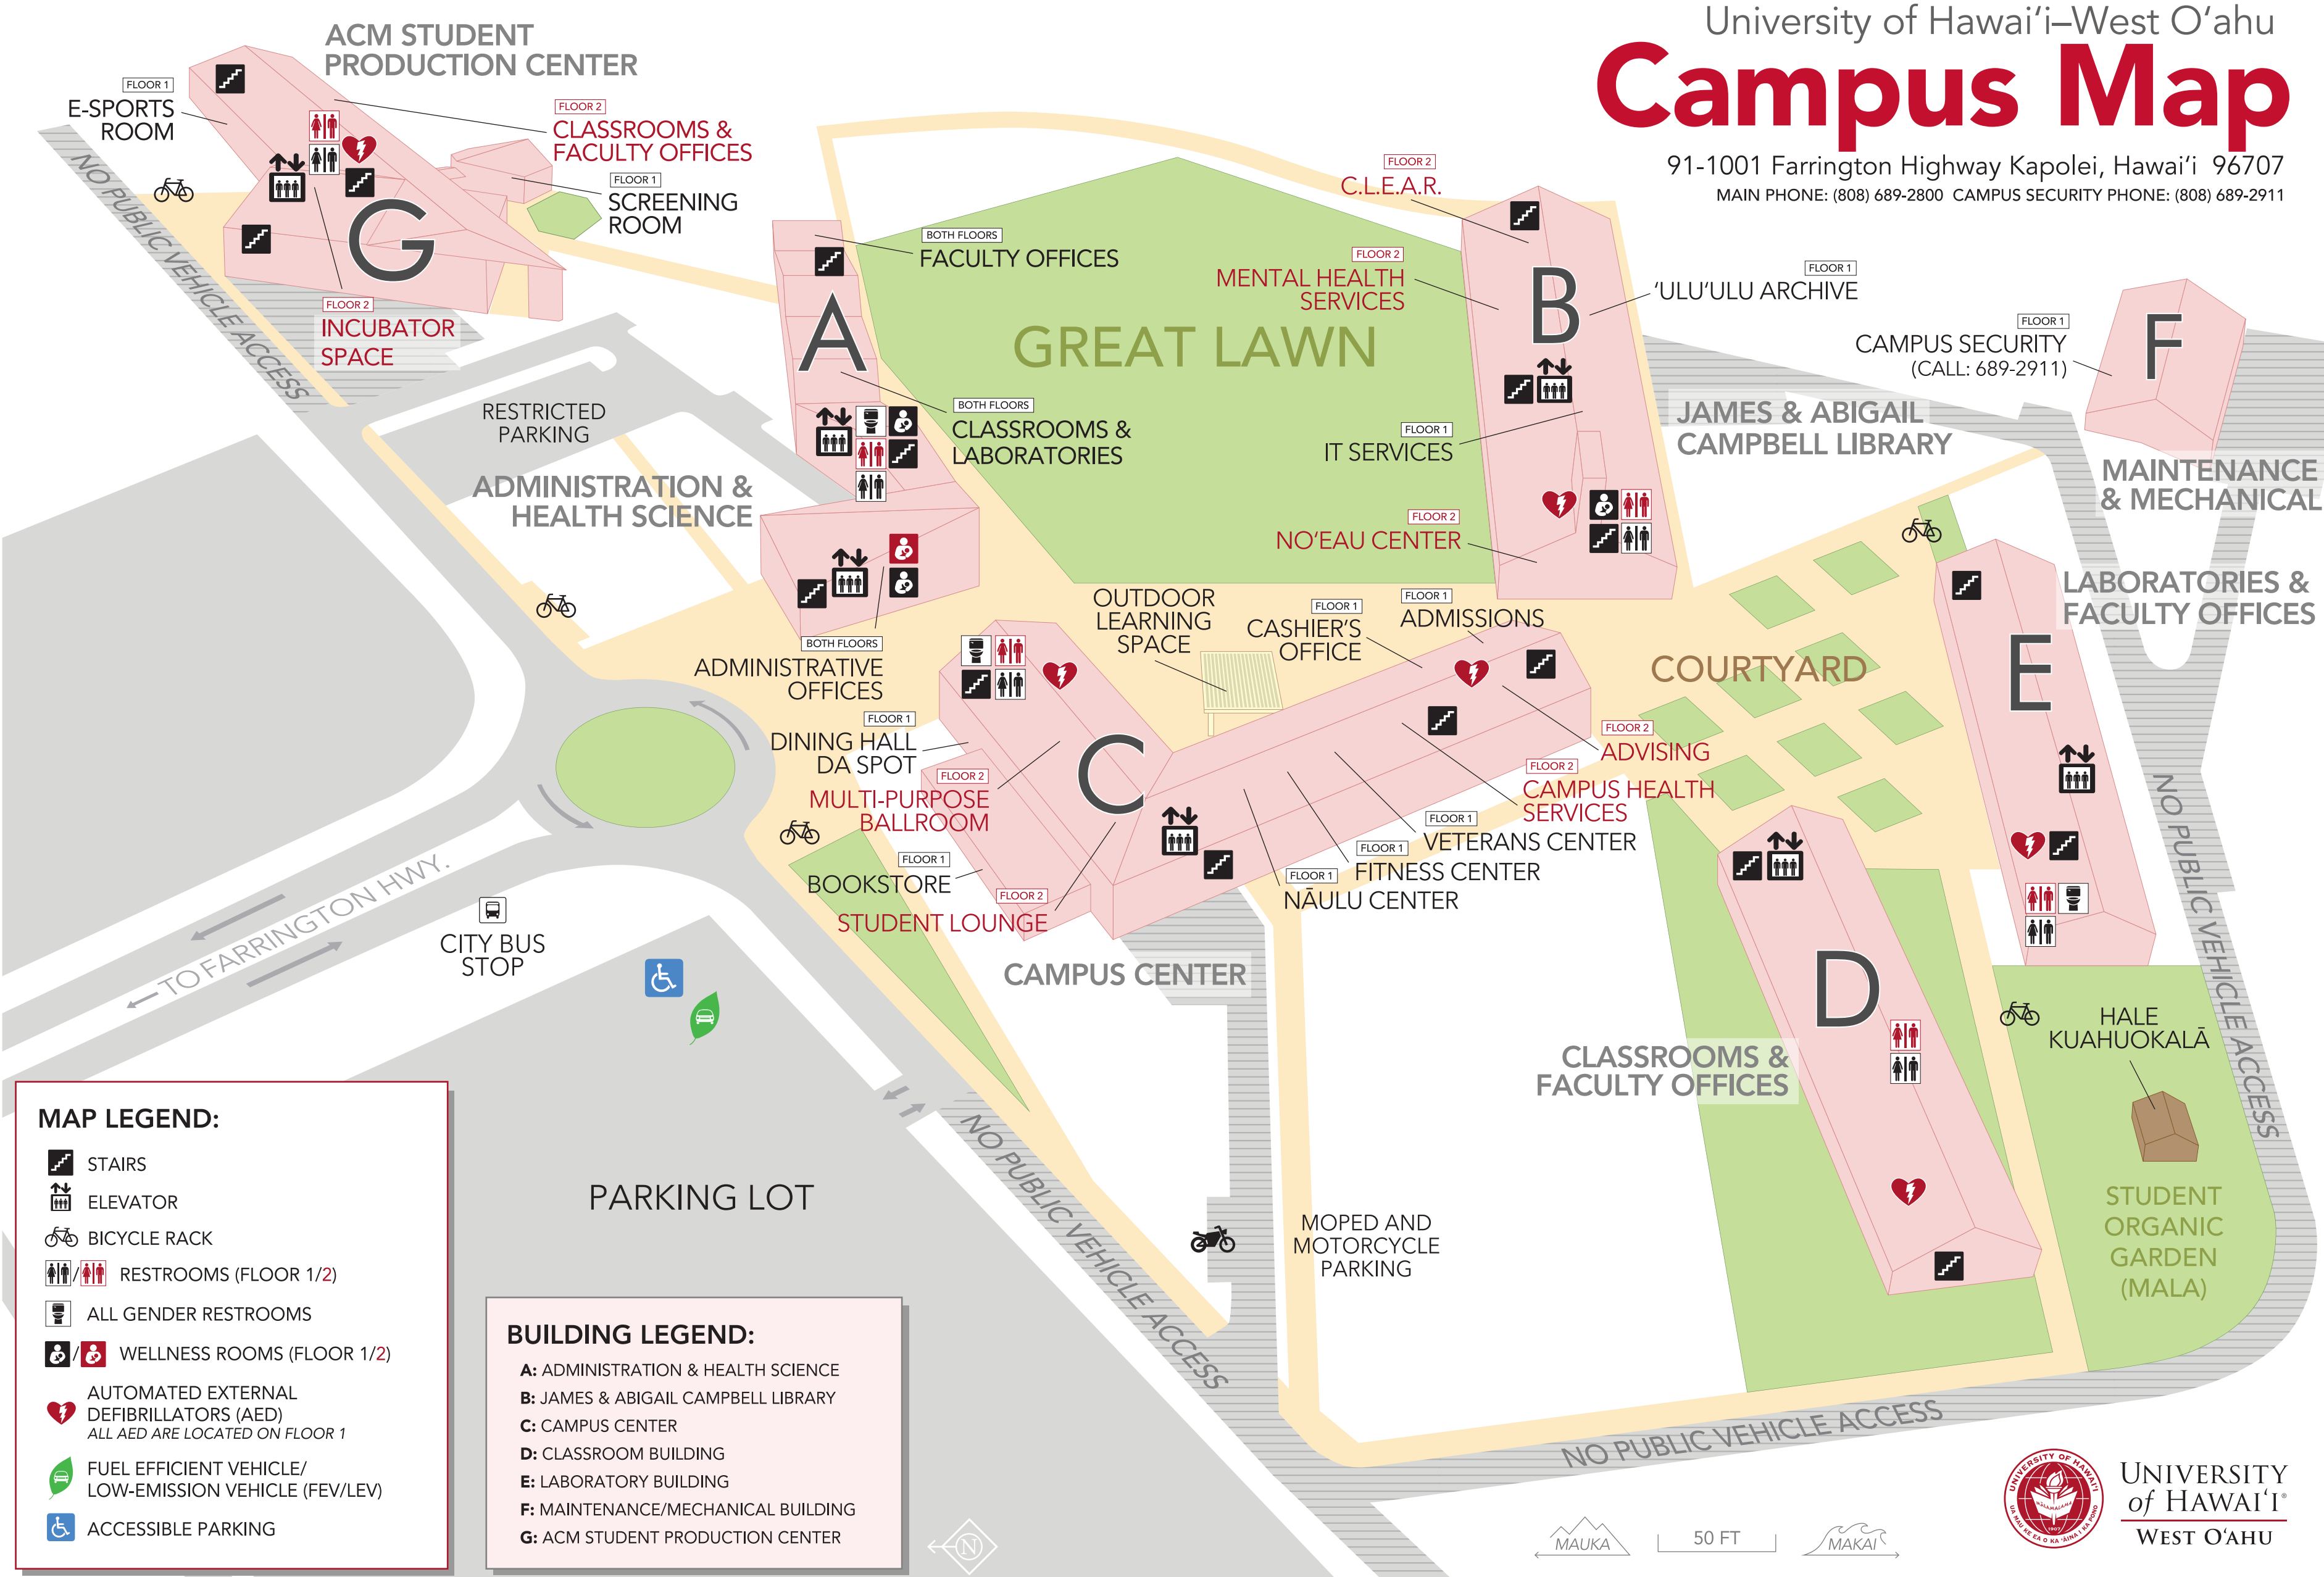 University of Hawai‘i–West O‘ahu
Campus Map
91-1001 Farrington Highway Kapolei, Hawai‘i 96707
MAIN PHONE: (808) 689-2800 CAMPUS SECURITY PHONE: (808) 689-2911
ACM STUDENT
PRODUCTION CENTER
FLOOR 1
E-SPORTS
ROOM
FLOOR 2
CLASSROOMS &
FACULTY OFFICES
FLOOR 1
SCREENING
ROOM
G
FLOOR 2
INCUBATOR
SPACE
NO PUBLIC VEHICLE ACCESS
RESTRICTED
PARKING
ADMINISTRATION &
HEALTH SCIENCE
A
BOTH FLOORS
FACULTY OFFICES
BOTH FLOORS
CLASSROOMS &
LABORATORIES
BOTH FLOORS
ADMINISTRATIVE
OFFICES
GREAT LAWN
FLOOR 2
C.L.E.A.R.
FLOOR 2
MENTAL HEALTH
SERVICES
B
FLOOR 1
'ULU'ULU ARCHIVE
FLOOR 1
IT SERVICES
FLOOR 2
NO'EAU CENTER
JAMES & ABIGAIL
CAMPBELL LIBRARY
FLOOR 1
CAMPUS SECURITY
(CALL: 689-2911)
F
MAINTENANCE
& MECHANICAL
LABORATORIES &
FACULTY OFFICES
E
COURTYARD
OUTDOOR
LEARNING
SPACE
FLOOR 1
CASHIER'S
OFFICE
FLOOR 1
ADMISSIONS
FLOOR 1
DINING HALL
DA SPOT
FLOOR 2
MULTI-PURPOSE
BALLROOM
C
FLOOR 1
BOOKSTORE
FLOOR 2
STUDENT LOUNGE
FLOOR 2
ADVISING
FLOOR 2
CAMPUS HEALTH
SERVICES
FLOOR 1
VETERANS CENTER
FLOOR 1
FITNESS CENTER
FLOOR 1
NĀULU CENTER
CAMPUS CENTER
TO FARRINGTON HWY.
CITY BUS
STOP
PARKING LOT
NO PUBLIC VEHICLE ACCESS
MOPED AND
MOTORCYCLE
PARKING
D
CLASSROOMS &
FACULTY OFFICES
NO PUBLIC VEHICLE ACCESS
HALE
KUAHUOKALĀ
STUDENT
ORGANIC
GARDEN
(MALA)
NO PUBLIC VEHICLE ACCESS
MAP LEGEND:
STAIRS
ELEVATOR
BICYCLE RACK
/ RESTROOMS (FLOOR 1/2)
ALL GENDER RESTROOMS
/ WELLNESS ROOMS (FLOOR 1/2)
AUTOMATED EXTERNAL
DEFIBRILLATORS (AED)
ALL AED ARE LOCATED ON FLOOR 1
FUEL EFFICIENT VEHICLE/
LOW-EMISSION VEHICLE (FEV/LEV)
ACCESSIBLE PARKING
BUILDING LEGEND:
A: ADMINISTRATION & HEALTH SCIENCE
B: JAMES & ABIGAIL CAMPBELL LIBRARY
C: CAMPUS CENTER
D: CLASSROOM BUILDING
E: LABORATORY BUILDING
F: MAINTENANCE/MECHANICAL BUILDING
G: ACM STUDENT PRODUCTION CENTER
N
MAUKA
50 FT
MAKAI
UNIVERSITY OF HAWAI‘I
1907
UNIVERSITY
of HAWAI‘I®
WEST O‘AHU